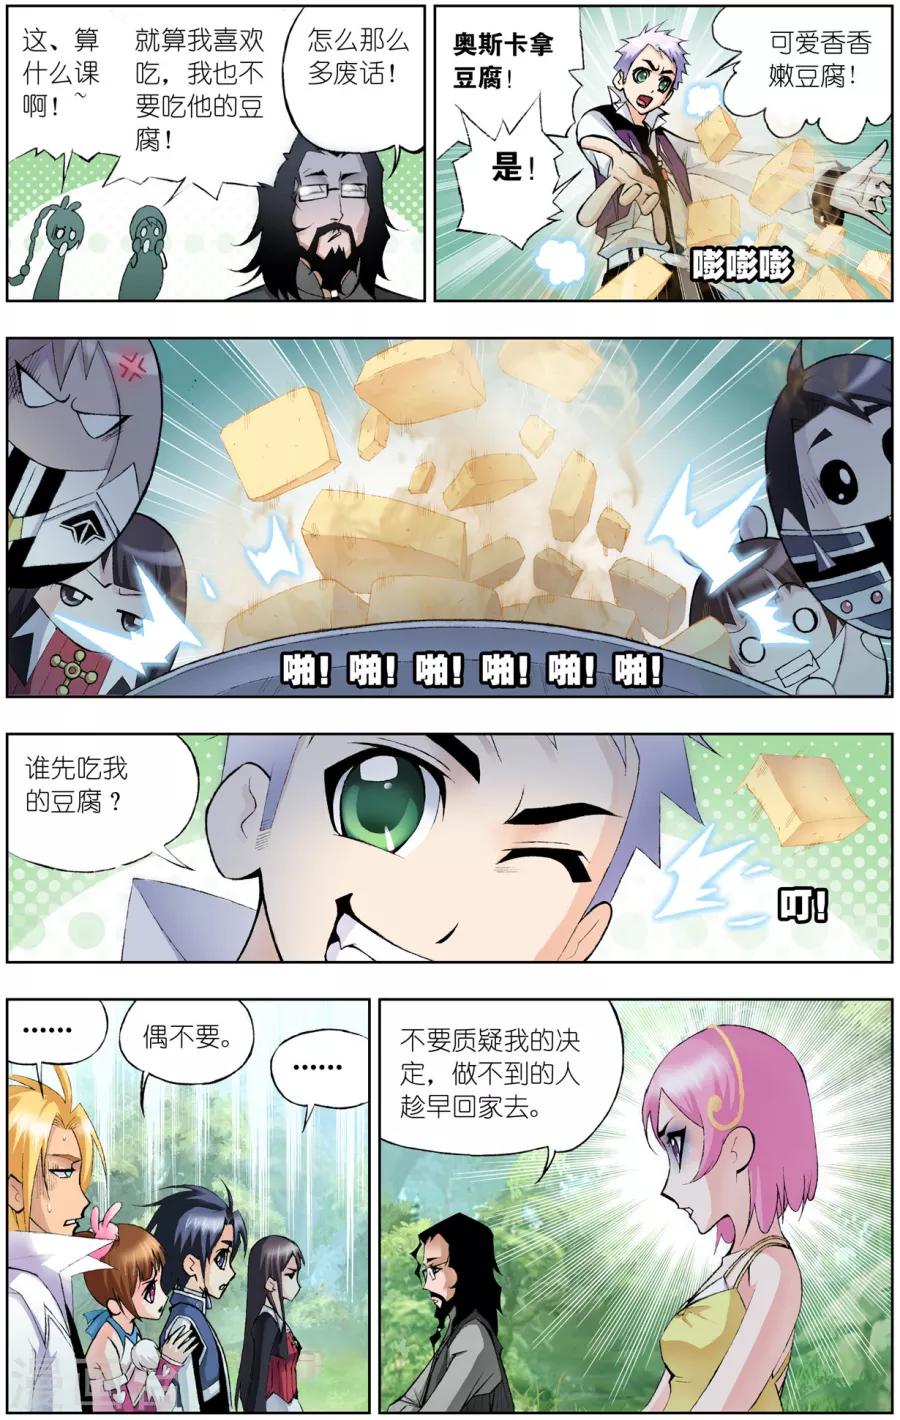 这、算
什么课
啊！~
就算我喜欢
吃，我也不
要吃他的豆
腐！
怎么那么
多废话！
奥斯卡拿
豆腐！
是！
可爱香香
嫩豆腐！
嘭嘭嘭
啪！啪！啪！啪！啪！啪！
谁先吃我
的豆腐？
叮！
……
偶不要。
……
不要质疑我的决
定，做不到的人
趁早回家去。